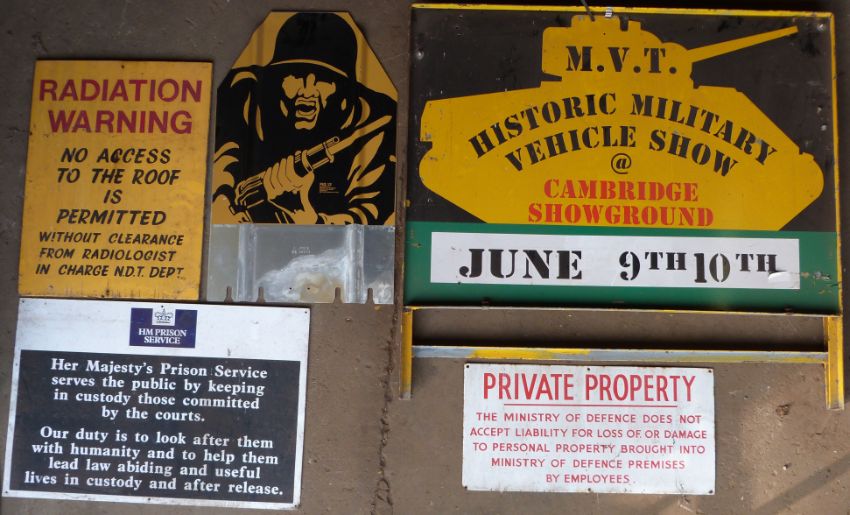 RADIATION
WARNING
NO ACCESS
TO THE ROOF
IS
PERMITTED
WITHOUT CLEARANCE
FROM RADIOLOGIST
IN CHARGE N.D.T. DEPT
M.V.T.
HISTORIC MILITARY
VEHICLE SHOW
@
CAMBRIDGE
SHOWGROUND
JUNE 9TH 10TH
HM PRISON
SERVICE
Her Majesty's Prison Service
serves the public by keeping
in custody those committed
by the courts.
Our duty is to look after them
with humanity and to help them
lead law abiding and useful
lives in custody and after release.
PRIVATE PROPERTY
THE MINISTRY OF DEFENCE DOES NOT
ACCEPT LIABILITY FOR LOSS OF OR DAMAGE
TO PERSONAL PROPERTY BROUGHT INTO
MINISTRY OF DEFENCE PREMISES
BY EMPLOYEES.